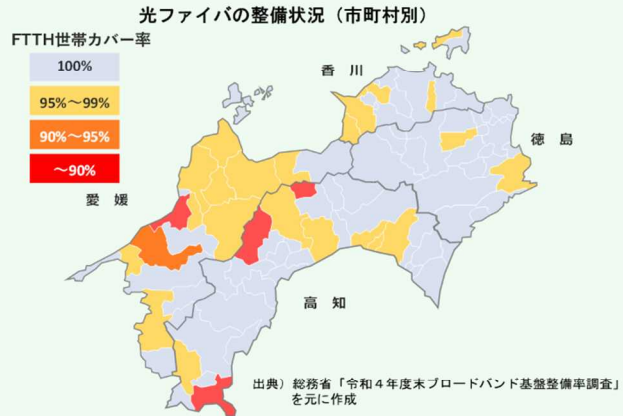 光ファイバの整備状況（市町村別）
FTTH世帯カバー率
100%
95%～99%
90%～95%
～90%
香　川
徳　島
愛　媛
高　知
出典）総務省「令和４年度末ブロードバンド基盤整備率調査」
を元に作成